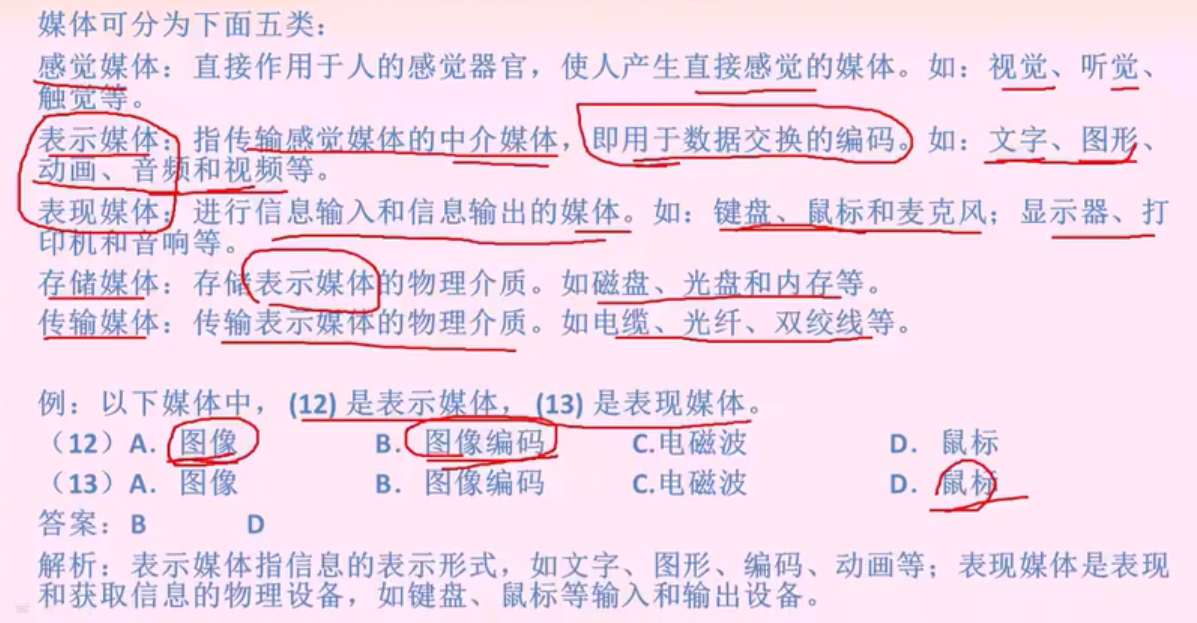 媒体可分为下面五类：
感觉媒体：直接作用于人的感觉器官，使人产生直接感觉的媒体。如：视觉、听觉、
触觉等。
表示媒体：指传输感觉媒体的中介媒体，即用于数据交换的编码。如：文字、图形、
动画、音频和视频等。
表现媒体：进行信息输入和信息输出的媒体。如：键盘、鼠标和麦克风；显示器、打
印机和音响等。
存储媒体：存储表示媒体的物理介质。如磁盘、光盘和内存等。
传输媒体：传输表示媒体的物理介质。如电缆、光纤、双绞线等。
例：以下媒体中，(12) 是表示媒体，(13) 是表现媒体。
（12）A．图像 B．图像编码 C.电磁波 D．鼠标
（13）A．图像 B．图像编码 C.电磁波 D．鼠标
答案：B D
解析：表示媒体指信息的表示形式，如文字、图形、编码、动画等；表现媒体是表现
和获取信息的物理设备，如键盘、鼠标等输入和输出设备。